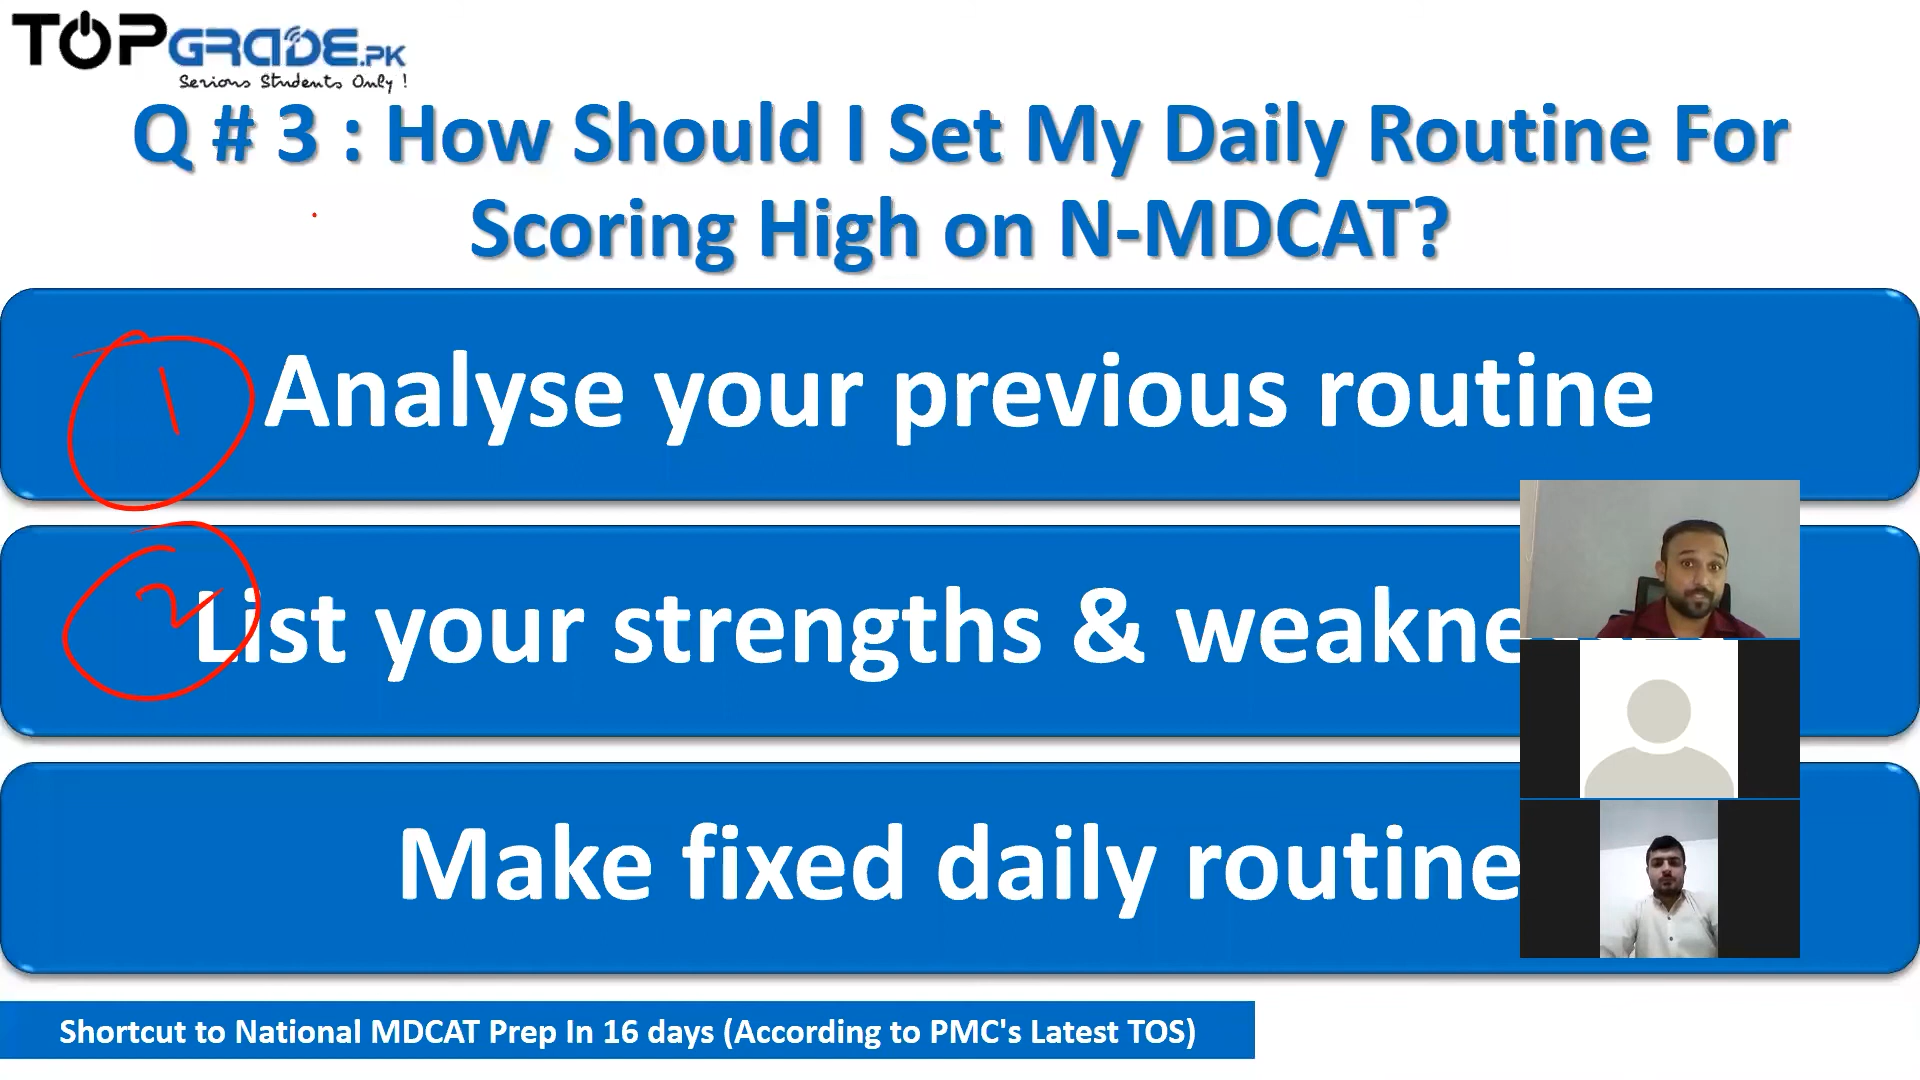 TOPGRADE.PK
Serious Students Only !
Q # 3 : How Should I Set My Daily Routine For
Scoring High on N-MDCAT?
1
Analyse your previous routine
2
List your strengths &
Make fixed daily routine
Shortcut to National MDCAT Prep In 16 days (According to PMC's Latest TOS)